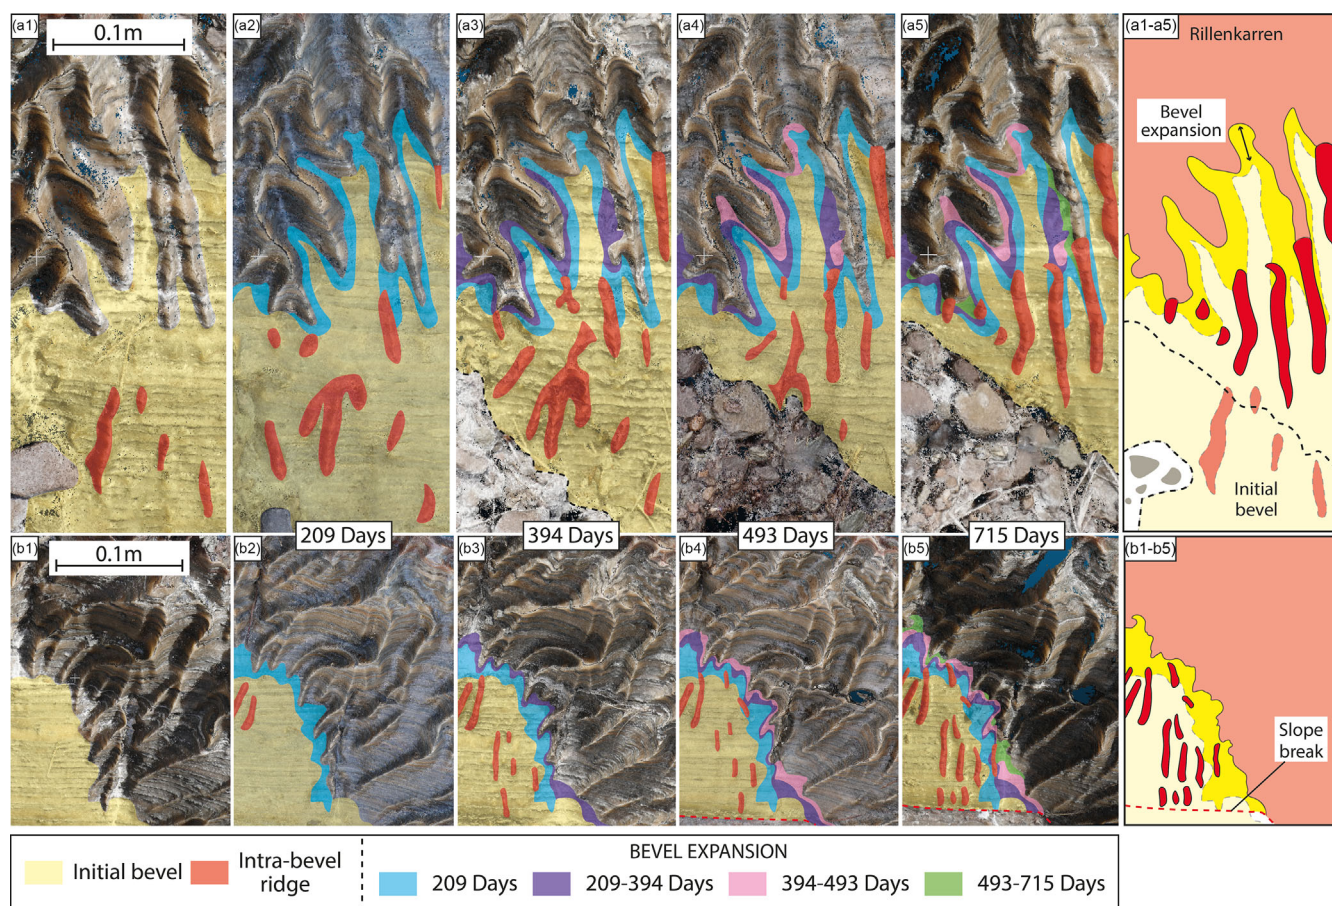 (a1)
0.1m
(a2)
(a3)
(a4)
(a5)
(a1-a5)
Rillenkarren
Bevel
expansion
Initial
bevel
209 Days
394 Days
493 Days
715 Days
(b1)
0.1m
(b2)
(b3)
(b4)
(b5)
(b1-b5)
Slope
break
BEVEL EXPANSION
Initial bevel
Intra-bevel
ridge
209 Days
209-394 Days
394-493 Days
493-715 Days